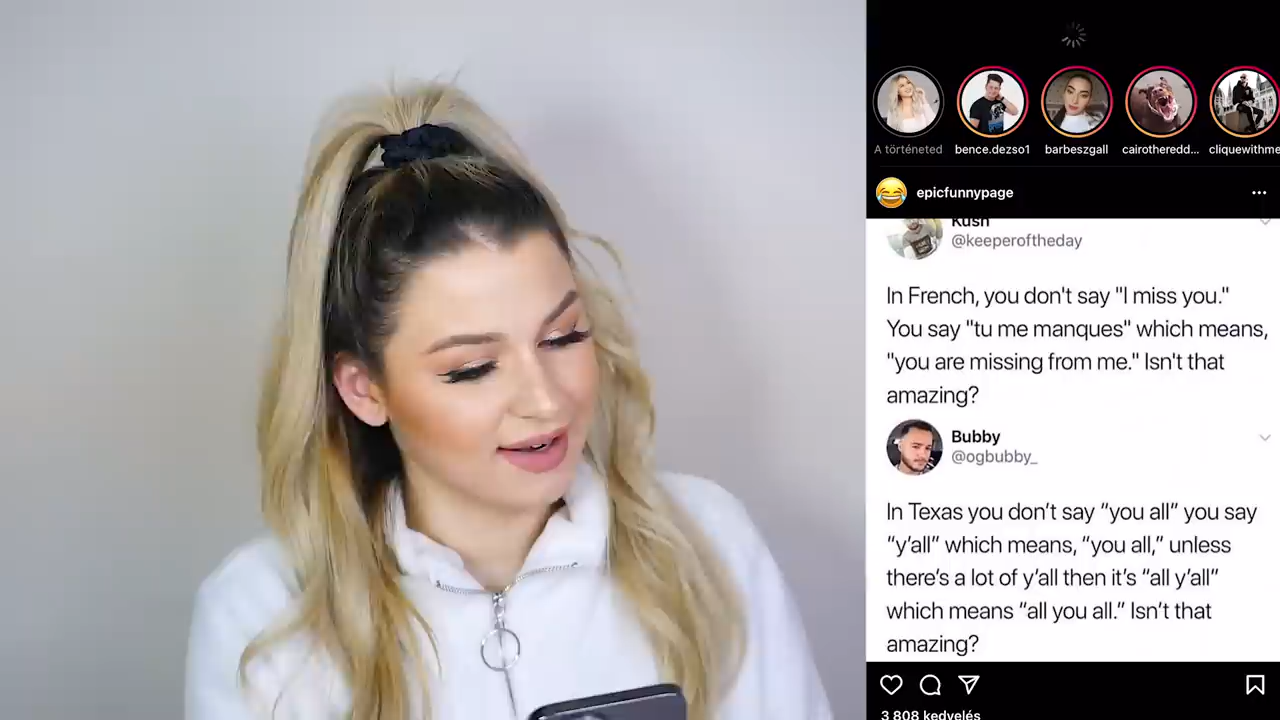 A történeted
bence.dezso1
barbeszgall
cairotheredd...
cliquewithme
epicfunnypage
Kush
@keeperoftheday
In French, you don't say "I miss you."
You say "tu me manques" which means,
"you are missing from me." Isn't that
amazing?
Bubby
@ogbubby_
In Texas you don’t say “you all” you say
“y’all” which means, “you all,” unless
there’s a lot of y’all then it’s “all y’all”
which means “all you all.” Isn’t that
amazing?
3 808 kedvelés